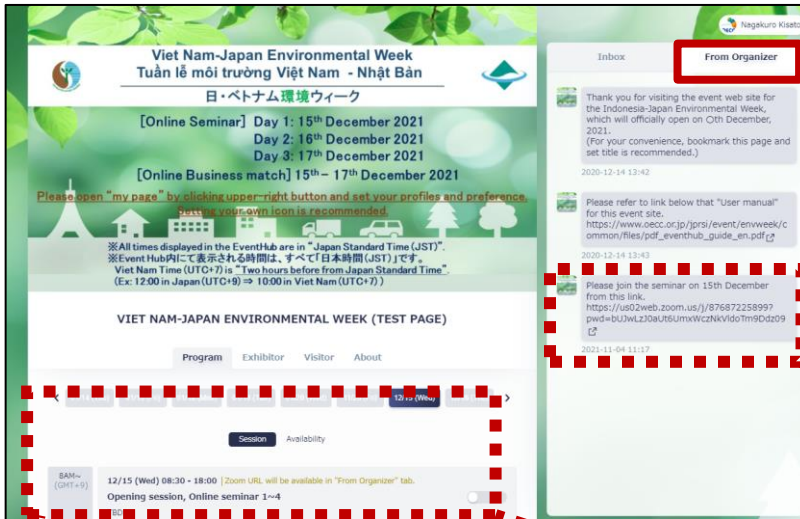 Viet Nam-Japan Environmental Week
Tuần lễ môi trường Việt Nam - Nhật Bản
日・ベトナム環境ウィーク
[Online Seminar] Day 1: 15th December 2021
Day 2: 16th December 2021
Day 3: 17th December 2021
[Online Business match] 15th – 17th December 2021
Please open "my page" by clicking upper-right button and set your profiles and preference.
Setting your own icon is recommended.
※All times displayed in the EventHub are in "Japan Standard Time (JST)".
※Event Hub内にて表示される時間は、すべて「日本時間(JST)」です。
Viet Nam Time (UTC+7) is "Two hours before from Japan Standard Time".
(Ex: 12:00 in Japan (UTC+9) ⇒ 10:00 in Viet Nam (UTC+7) )
VIET NAM-JAPAN ENVIRONMENTAL WEEK (TEST PAGE)
Program Exhibitor Visitor About
12/15 (Wed)
Session Availability
8AM~
(GMT+9)
12/15 (Wed) 08:30 - 18:00 | Zoom URL will be available in "From Organizer" tab.
Opening session, Online seminar 1~4
Nagakuro Kisato
Inbox From Organizer
Thank you for visiting the event web site for
the Indonesia-Japan Environmental Week,
which will officially open on ○th December,
2021.
(For your convenience, bookmark this page and
set title is recommended.)
2020-12-14 13:42
Please refer to link below that "User manual"
for this event site.
https://www.oecc.or.jp/jprsi/event/envweek/c
ommon/files/pdf_eventhub_guide_en.pdf
2020-12-14 13:43
Please join the seminar on 15th December
from this link.
https://us02web.zoom.us/j/87687225899?
pwd=bUJwLzJ0aUt6UmxWczNkVldoTm9Ddz09
2021-11-04 11:17